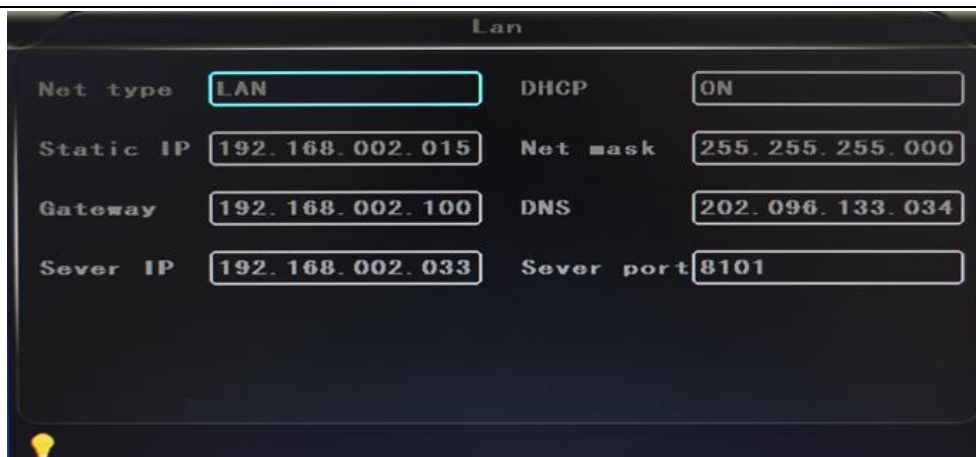 Lan
Net type LAN DHCP ON
Static IP 192.168.002.015 Net mask 255.255.255.000
Gateway 192.168.002.100 DNS 202.096.133.034
Sever IP 192.168.002.033 Sever port 8101